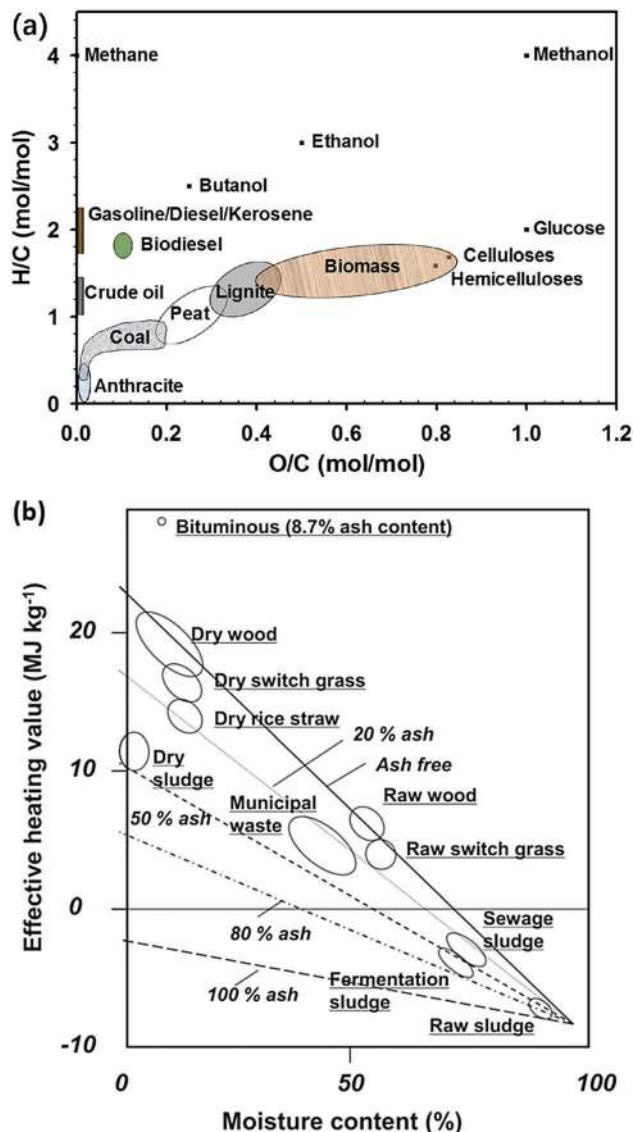 (a)
4
3
2
1
0
H/C (mol/mol)
Methane
Methanol
Ethanol
Butanol
Gasoline/Diesel/Kerosene
Glucose
Biodiesel
Celluloses
Biomass
Hemicelluloses
Crude oil
Lignite
Peat
Coal
Anthracite
0.0 0.2 0.4 0.6 0.8 1.0 1.2
O/C (mol/mol)
(b)
Effective heating value (MJ kg-1)
20
10
0
-10
Bituminous (8.7% ash content)
Dry wood
Dry switch grass
Dry rice straw
20 % ash
Dry
sludge
Ash free
Municipal
waste
Raw wood
50 % ash
Raw switch grass
80 % ash
Sewage
sludge
100 % ash
Fermentation
sludge
Raw sludge
0 50 100
Moisture content (%)